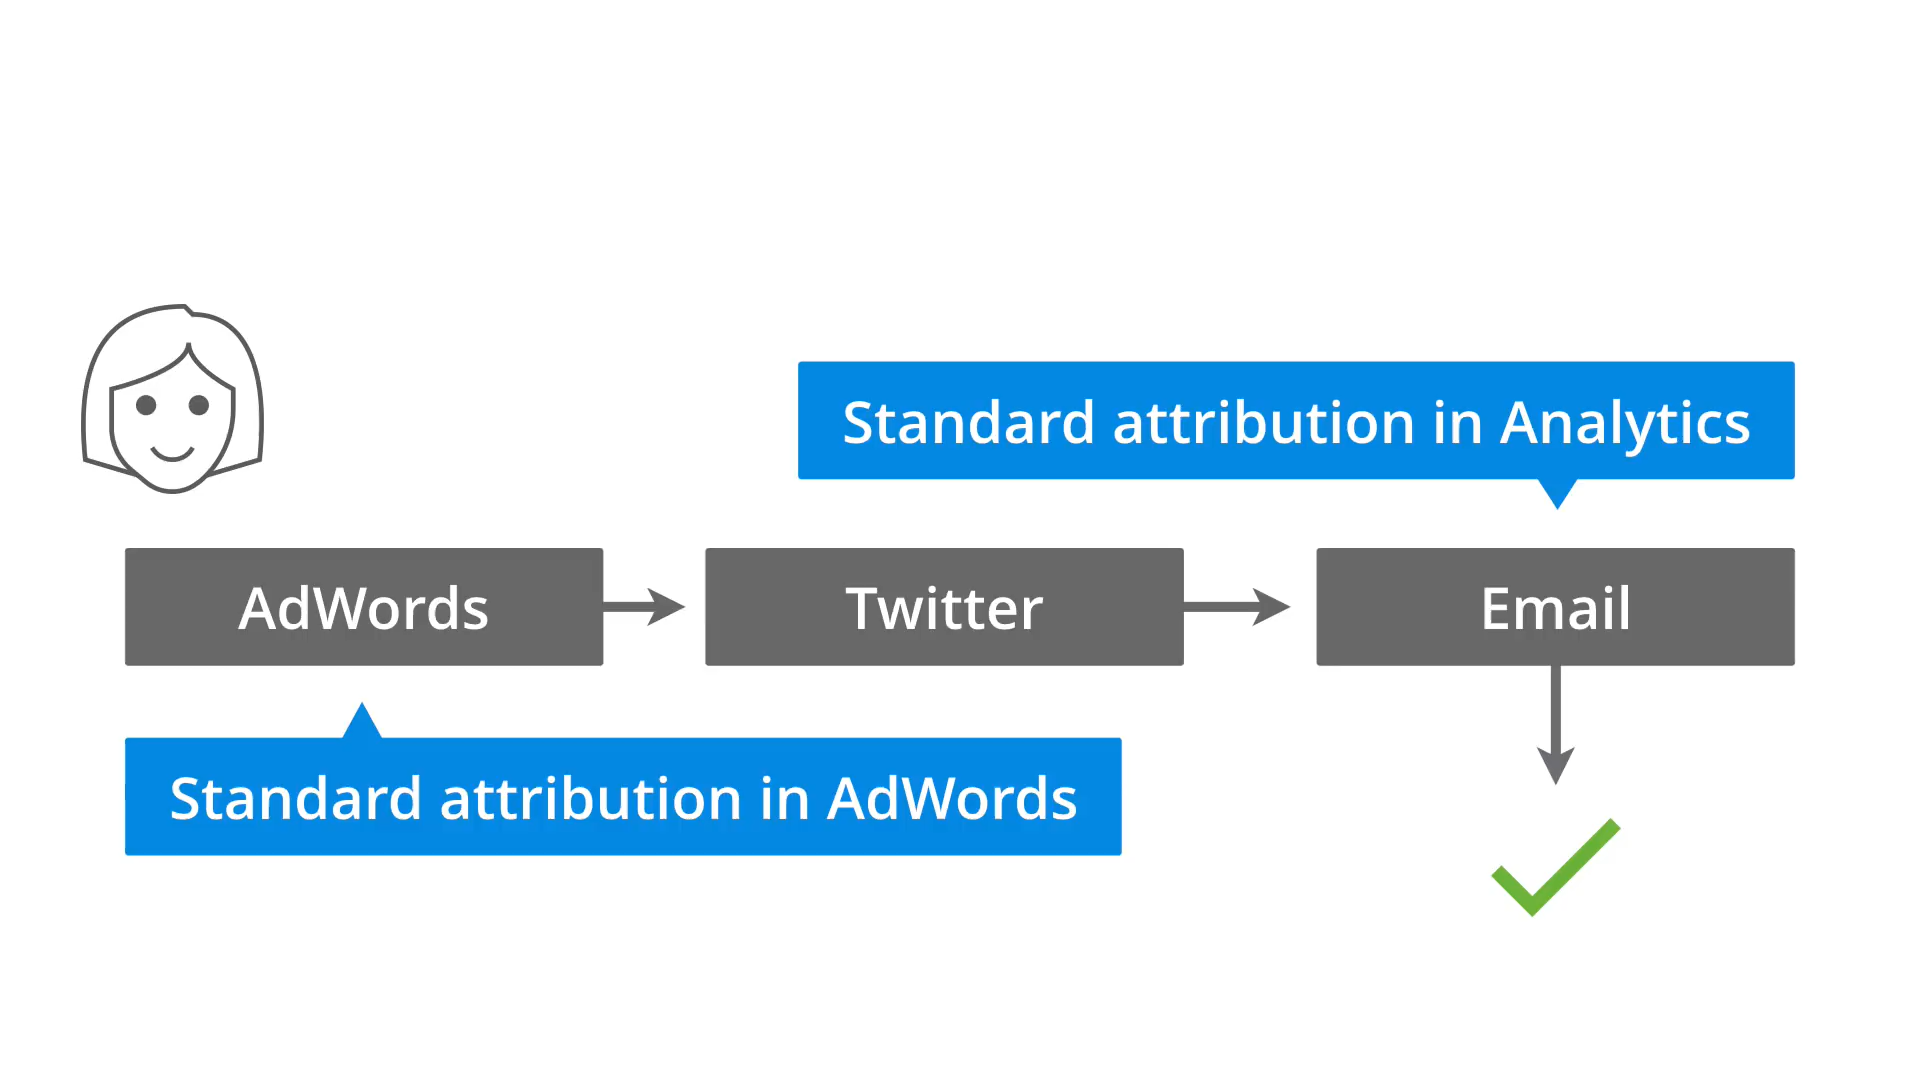 Standard attribution in Analytics
AdWords
Twitter
Email
Standard attribution in AdWords